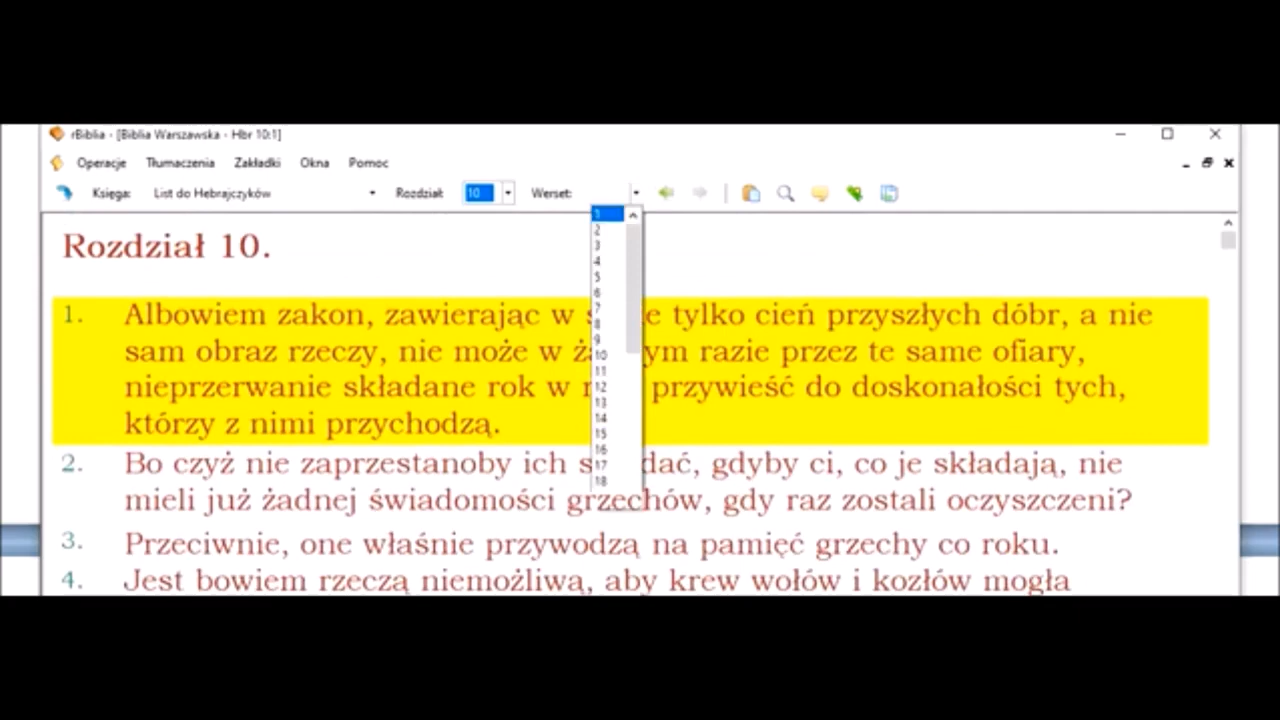 rBiblia - [Biblia Warszawska - Hbr 10:1]
Operacje Tłumaczenia Zakładki Okna Pomoc
Księga: List do Hebrajczyków Rozdział: 10 Werset:
1
2
3
4
5
6
7
8
9
10
11
12
13
14
15
16
17
18
Rozdział 10.
1. Albowiem zakon, zawierając w tylko cień przyszłych dóbr, a nie
sam obraz rzeczy, nie może w razie przez te same ofiary,
nieprzerwanie składane rok w przywieść do doskonałości tych,
którzy z nimi przychodzą.
2. Bo czyż nie zaprzestanoby ich gdyby ci, co je składają, nie
mieli już żadnej świadomości grzechów, gdy raz zostali oczyszczeni?
3. Przeciwnie, one właśnie przywodzą na pamięć grzechy co roku.
4. Jest bowiem rzeczą niemożliwą, aby krew wołów i kozłów mogła